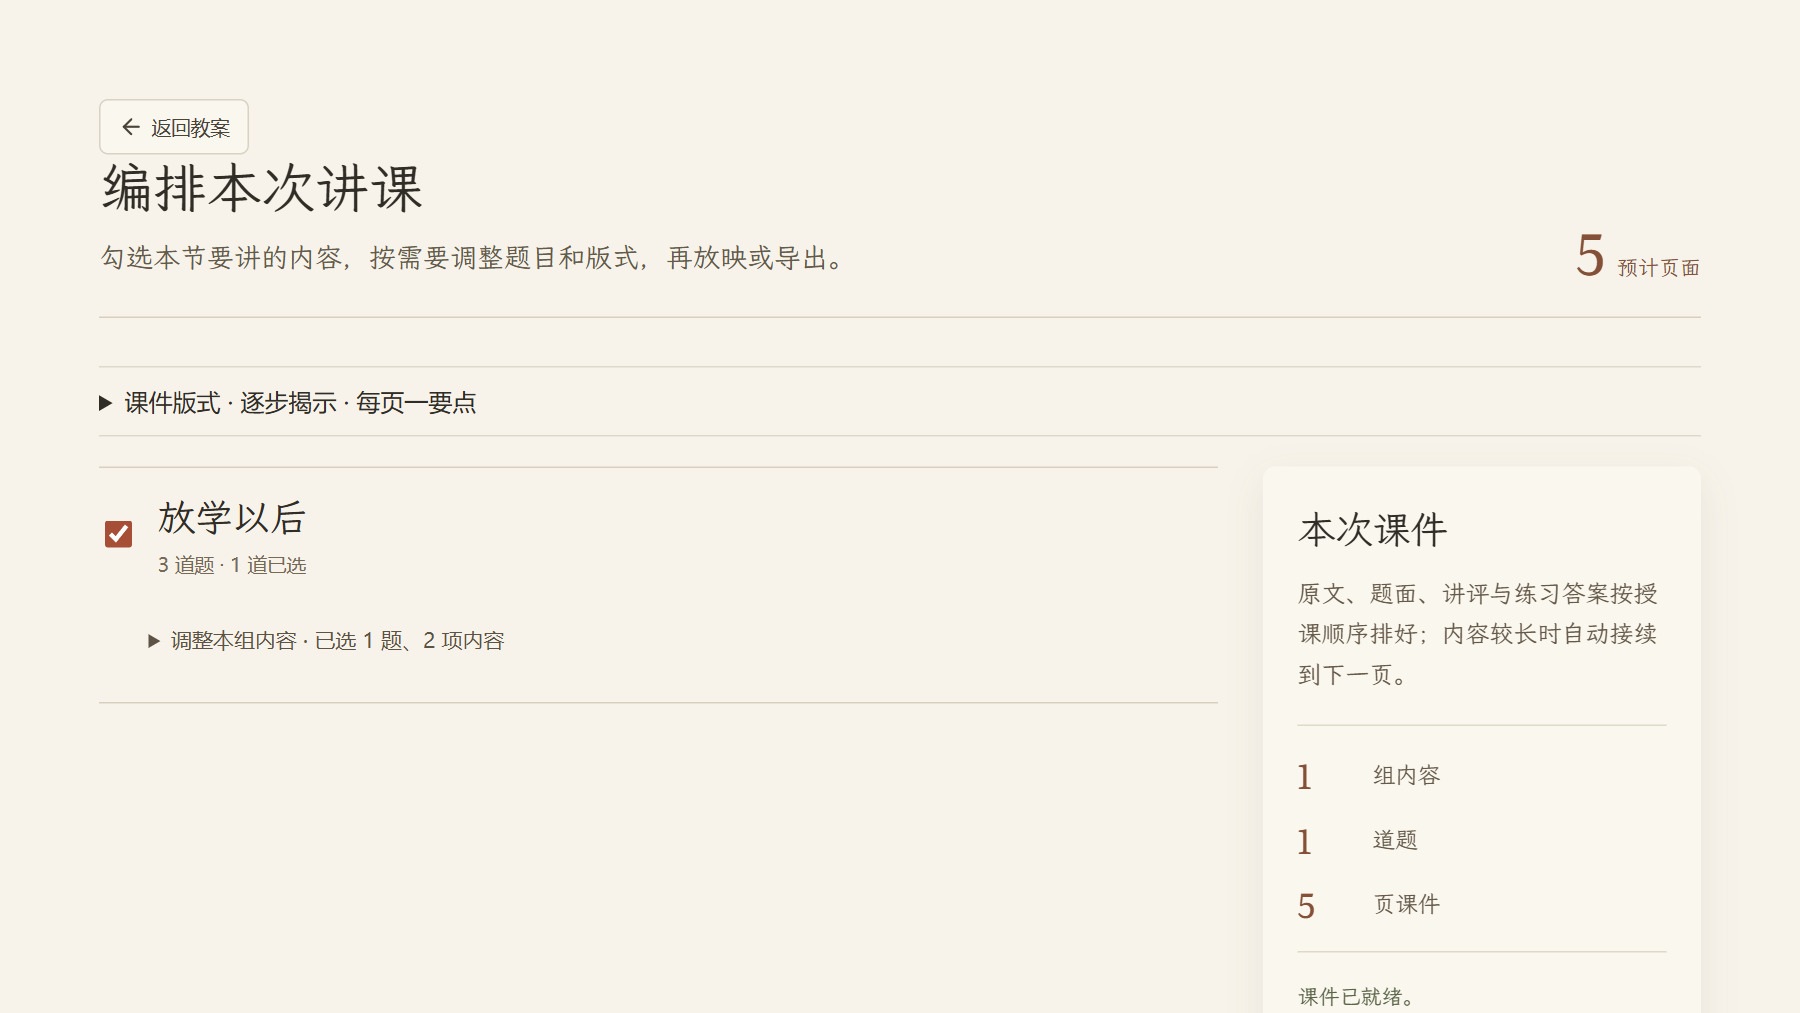 返回教案
编排本次讲课
勾选本节要讲的内容，按需要调整题目和版式，再放映或导出。
5 预计页面
课件版式 · 逐步揭示 · 每页一要点
放学以后
3 道题 · 1 道已选
调整本组内容 · 已选 1 题、2 项内容
本次课件
原文、题面、讲评与练习答案按授
课顺序排好；内容较长时自动接续
到下一页。
1 组内容
1 道题
5 页课件
课件已就绪。